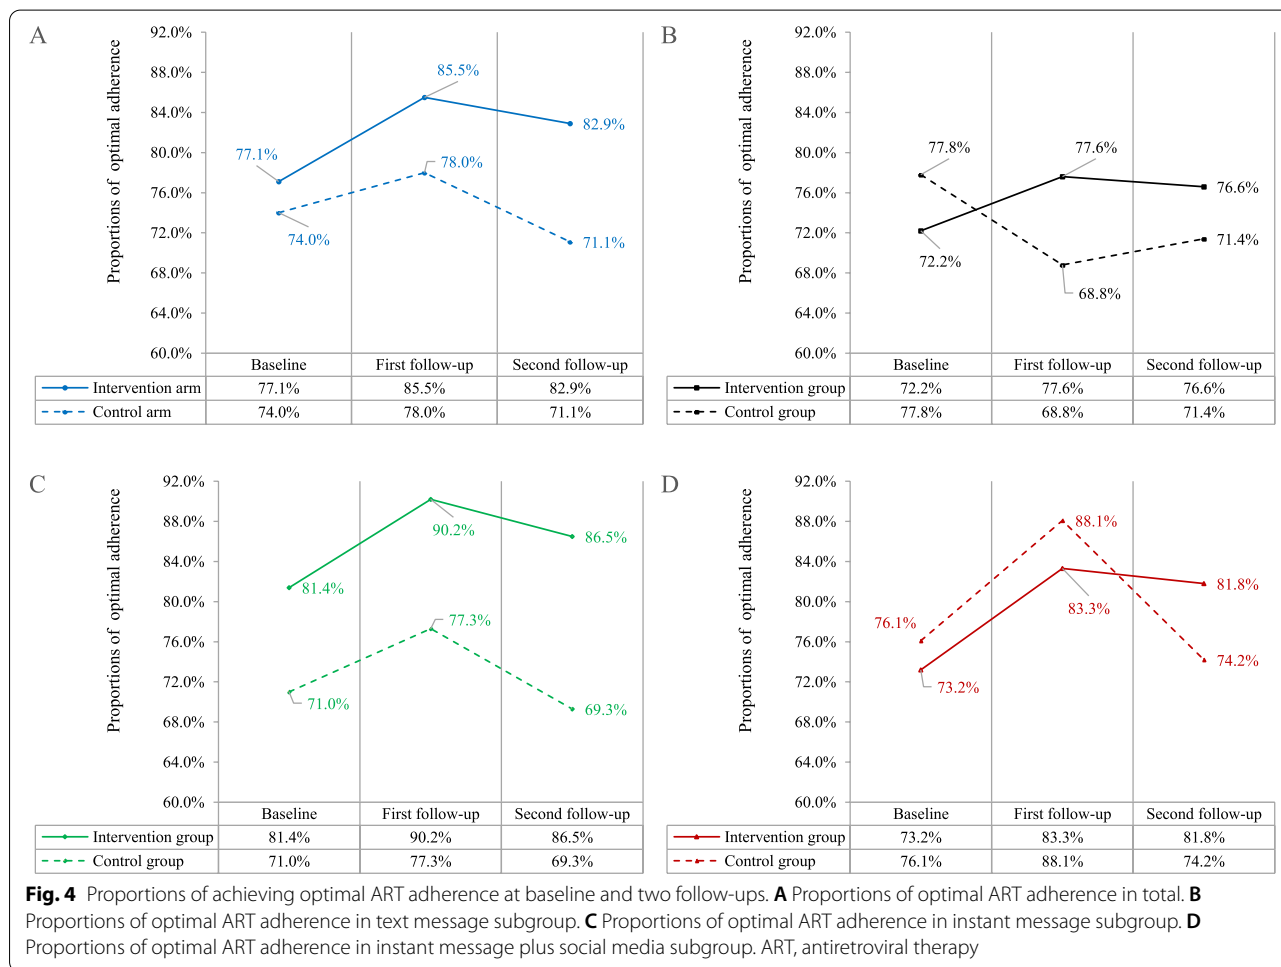 A
Proportions of optimal adherence
92.0%
88.0%
84.0%
80.0%
76.0%
72.0%
68.0%
64.0%
60.0%
77.1%
85.5%
82.9%
74.0%
78.0%
71.1%
Baseline First follow-up Second follow-up
Intervention arm 77.1% 85.5% 82.9%
Control arm 74.0% 78.0% 71.1%
B
Proportions of optimal adherence
92.0%
88.0%
84.0%
80.0%
76.0%
72.0%
68.0%
64.0%
60.0%
77.8%
77.6%
76.6%
72.2%
68.8%
71.4%
Baseline First follow-up Second follow-up
Intervention group 72.2% 77.6% 76.6%
Control group 77.8% 68.8% 71.4%
C
Proportions of optimal adherence
92.0%
88.0%
84.0%
80.0%
76.0%
72.0%
68.0%
64.0%
60.0%
81.4%
90.2%
86.5%
71.0%
77.3%
69.3%
Baseline First follow-up Second follow-up
Intervention group 81.4% 90.2% 86.5%
Control group 71.0% 77.3% 69.3%
D
Proportions of optimal adherence
92.0%
88.0%
84.0%
80.0%
76.0%
72.0%
68.0%
64.0%
60.0%
76.1%
88.1%
74.2%
73.2%
83.3%
81.8%
Baseline First follow-up Second follow-up
Intervention group 73.2% 83.3% 81.8%
Control group 76.1% 88.1% 74.2%
Fig. 4 Proportions of achieving optimal ART adherence at baseline and two follow-ups. A Proportions of optimal ART adherence in total. B
Proportions of optimal ART adherence in text message subgroup. C Proportions of optimal ART adherence in instant message subgroup. D
Proportions of optimal ART adherence in instant message plus social media subgroup. ART, antiretroviral therapy